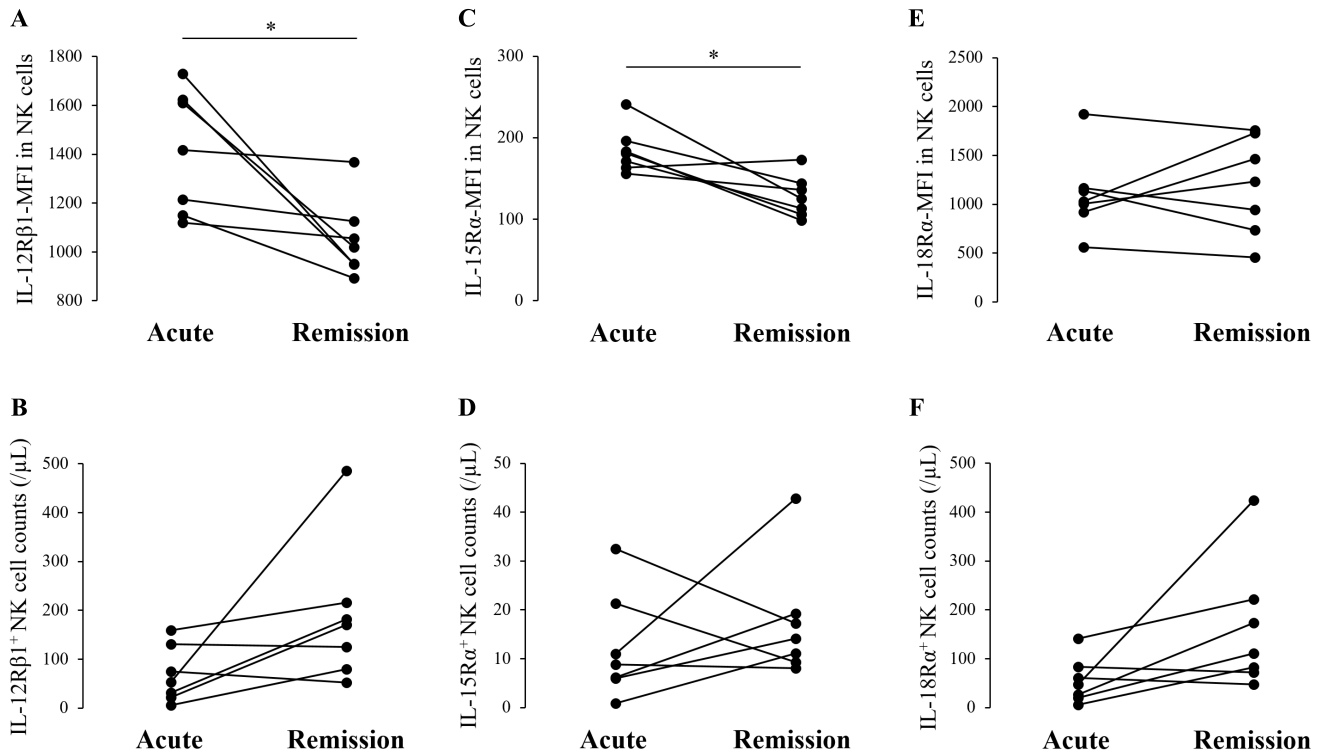 A
*
IL-12Rβ1-MFI in NK cells
1800
1600
1400
1200
1000
800
Acute
Remission
C
*
IL-15Rα-MFI in NK cells
300
200
100
0
Acute
Remission
E
IL-18Rα-MFI in NK cells
2500
2000
1500
1000
500
0
Acute
Remission
B
IL-12Rβ1⁺ NK cell counts (/μL)
500
400
300
200
100
0
Acute
Remission
D
IL-15Rα⁺ NK cell counts (/μL)
50
40
30
20
10
0
Acute
Remission
F
IL-18Rα⁺ NK cell counts (/μL)
500
400
300
200
100
0
Acute
Remission